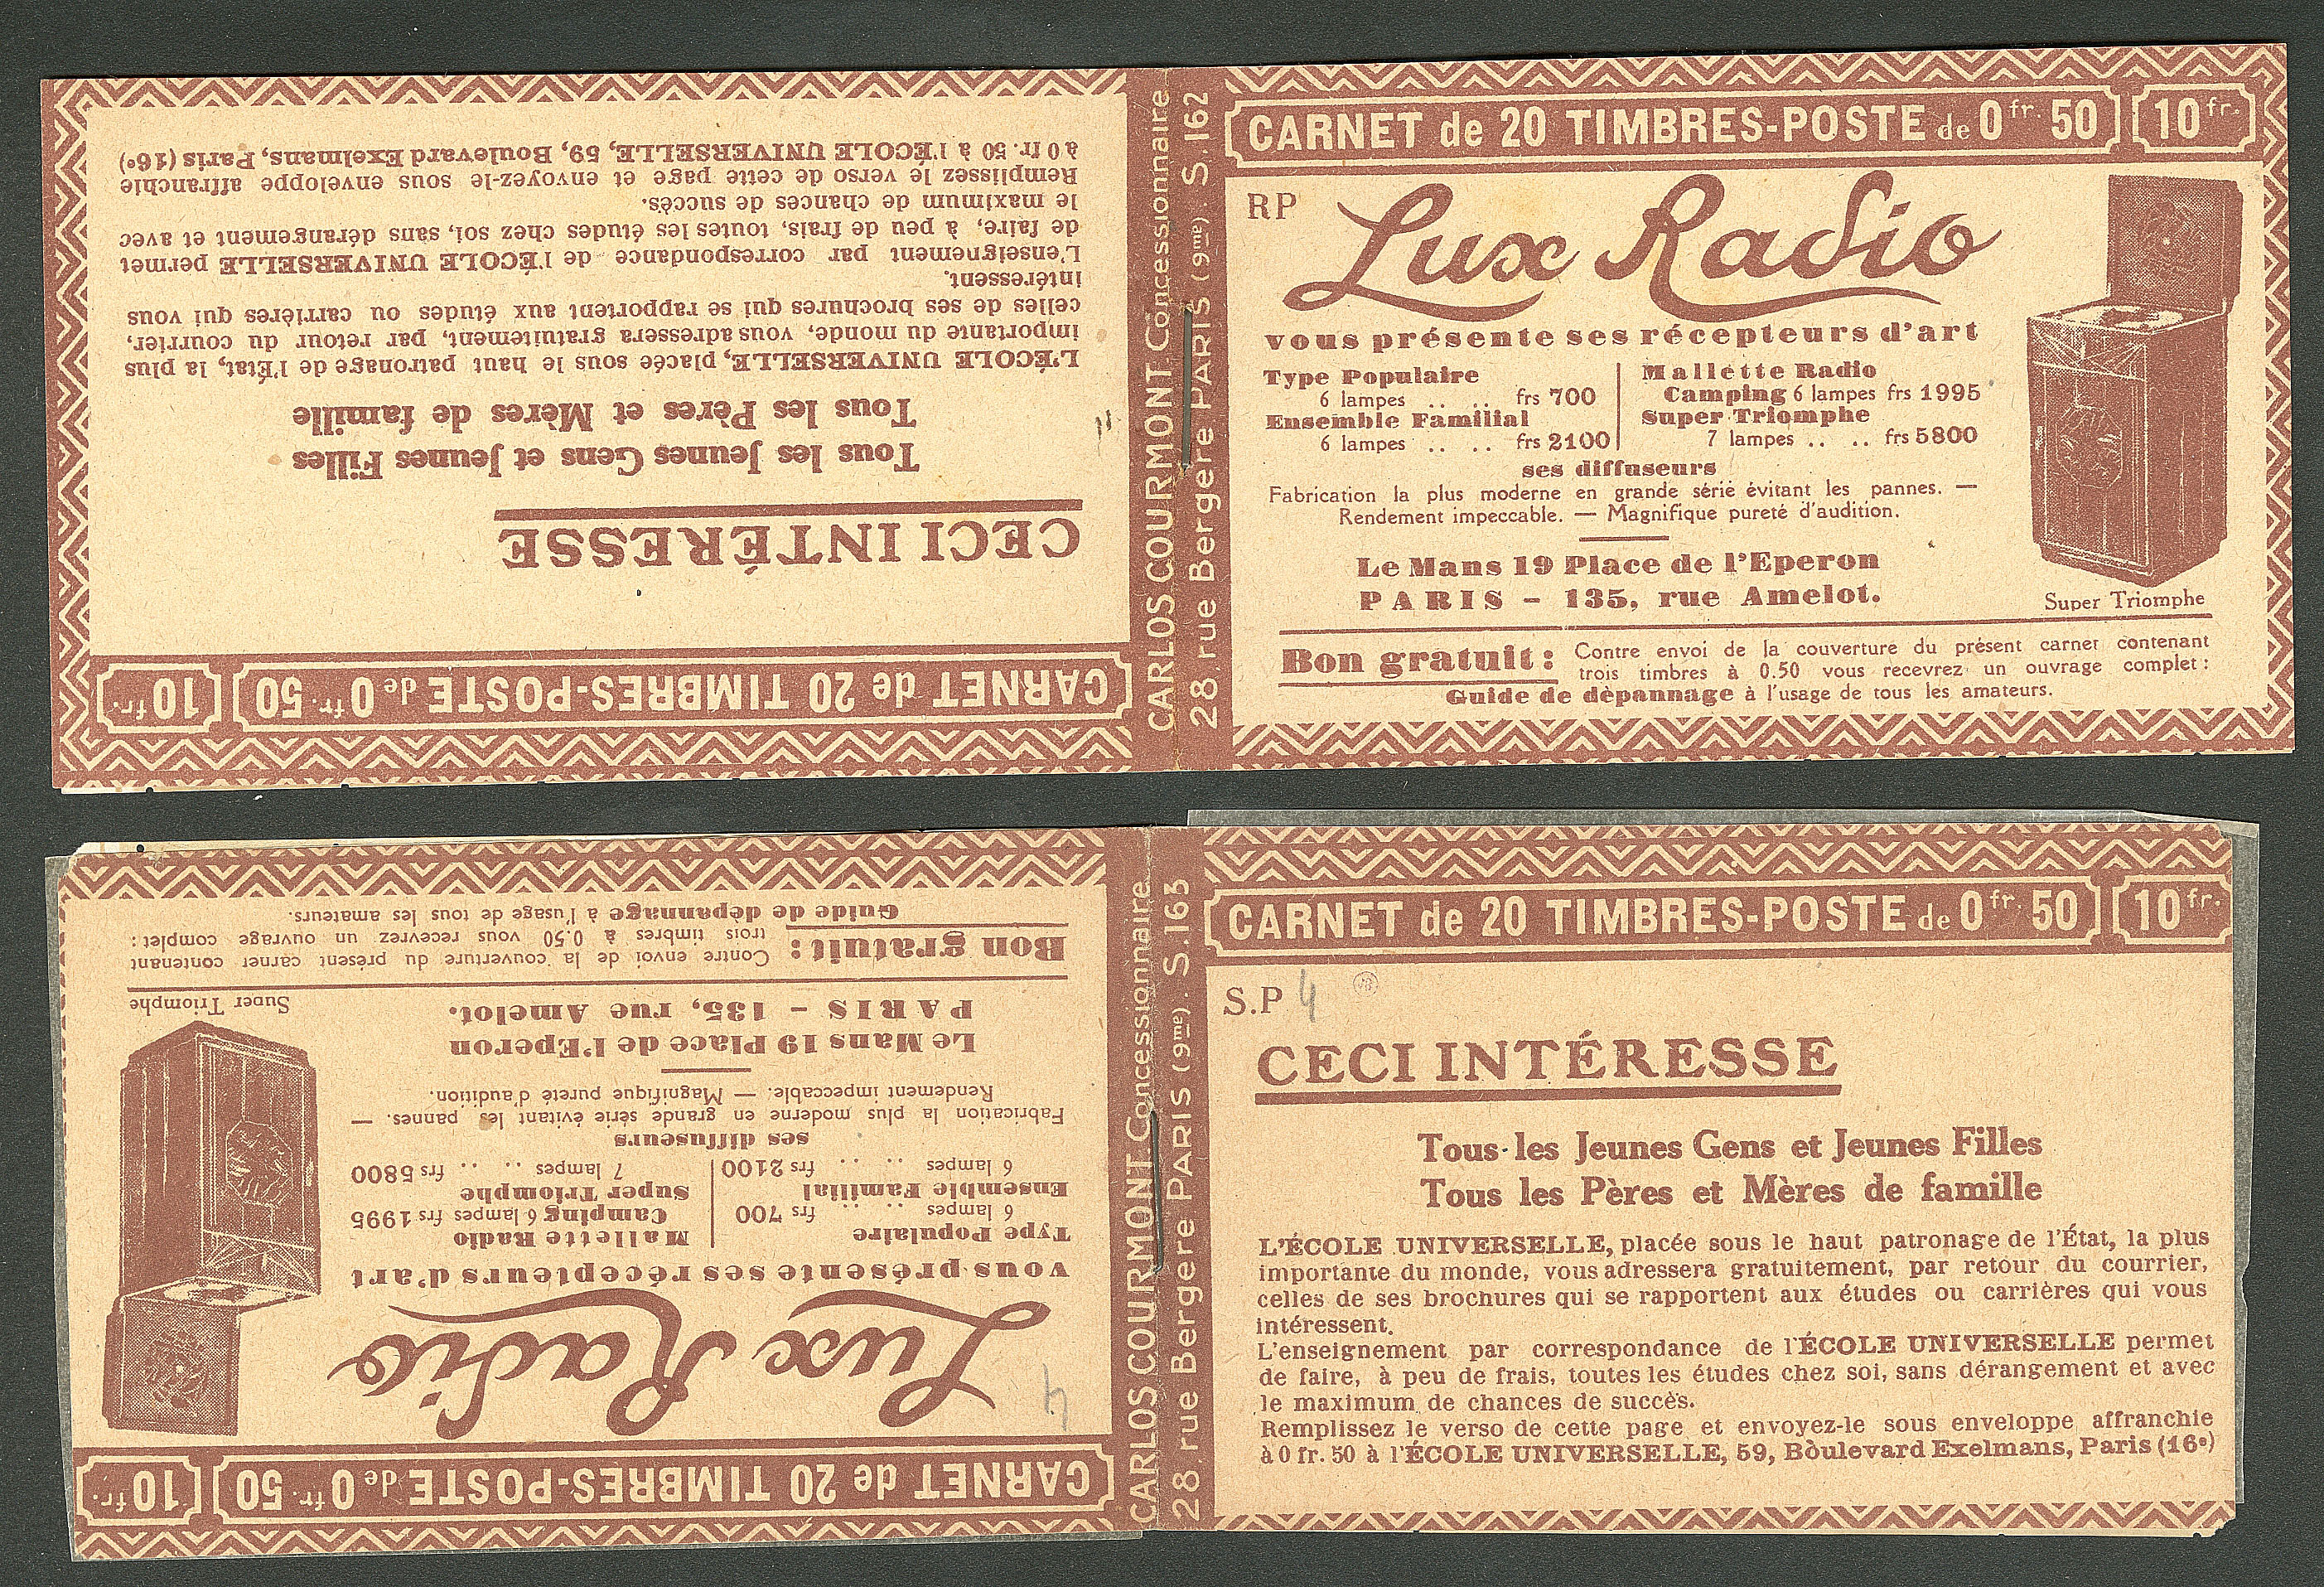 CARNET de 20 TIMBRES-POSTE de 0 fr. 50 10 fr.
CECI INTÉRESSE
Tous les Jeunes Gens et Jeunes Filles
Tous les Pères et Mères de famille
L'ÉCOLE UNIVERSELLE, placée sous le haut patronage de l'État, la plus
importante du monde, vous adressera gratuitement, par retour du courrier,
celles de ses brochures qui se rapportent aux études ou carrières qui vous
intéressent.
L'enseignement par correspondance de l'ÉCOLE UNIVERSELLE permet
de faire, à peu de frais, toutes les études chez soi, sans dérangement et avec
le maximum de chances de succès.
Remplissez le verso de cette page et envoyez-le sous enveloppe affranchie
à 0 fr. 50 à l'ÉCOLE UNIVERSELLE, 59, Boulevard Exelmans, Paris (16e)
CARLOS COURMONT Concessionnaire
28, rue Bergère PARIS (9me). S. 162
CARNET de 20 TIMBRES-POSTE de 0 fr. 50 10 fr.
RP
Lux Radio
vous présente ses récepteurs d'art
Type Populaire
6 lampes .. .. frs 700
Ensemble Familial
6 lampes .. .. frs 2100
Mallette Radio
Camping 6 lampes frs 1995
Super Triomphe
7 lampes .. .. frs 5800
ses diffuseurs
Fabrication la plus moderne en grande série évitant les pannes. —
Rendement impeccable. — Magnifique pureté d'audition.
Le Mans 19 Place de l'Eperon
PARIS - 135, rue Amelot.
Super Triomphe
Bon gratuit : Contre envoi de la couverture du présent carnet contenant
trois timbres à 0.50 vous recevrez un ouvrage complet :
Guide de dèpannage à l'usage de tous les amateurs.
CARNET de 20 TIMBRES-POSTE de 0 fr. 50 10 fr.
4
Lux Radio
vous présente ses récepteurs d'art
Type Populaire
6 lampes .. .. frs 700
Ensemble Familial
6 lampes .. .. frs 2100
Mallette Radio
Camping 6 lampes frs 1995
Super Triomphe
7 lampes .. .. frs 5800
ses diffuseurs
Fabrication la plus moderne en grande série évitant les pannes. —
Rendement impeccable. — Magnifique pureté d'audition.
Le Mans 19 Place de l'Eperon
PARIS - 135, rue Amelot.
Super Triomphe
Bon gratuit : Contre envoi de la couverture du présent carnet contenant
trois timbres à 0.50 vous recevrez un ouvrage complet :
Guide de dèpannage à l'usage de tous les amateurs.
CARLOS COURMONT Concessionnaire
28, rue Bergère PARIS (9me). S. 163
CARNET de 20 TIMBRES-POSTE de 0 fr. 50 10 fr.
S.P 4
CECI INTÉRESSE
Tous les Jeunes Gens et Jeunes Filles
Tous les Pères et Mères de famille
L'ÉCOLE UNIVERSELLE, placée sous le haut patronage de l'État, la plus
importante du monde, vous adressera gratuitement, par retour du courrier,
celles de ses brochures qui se rapportent aux études ou carrières qui vous
intéressent.
L'enseignement par correspondance de l'ÉCOLE UNIVERSELLE permet
de faire, à peu de frais, toutes les études chez soi, sans dérangement et avec
le maximum de chances de succès.
Remplissez le verso de cette page et envoyez-le sous enveloppe affranchie
à 0 fr. 50 à l'ÉCOLE UNIVERSELLE, 59, Boulevard Exelmans, Paris (16e)